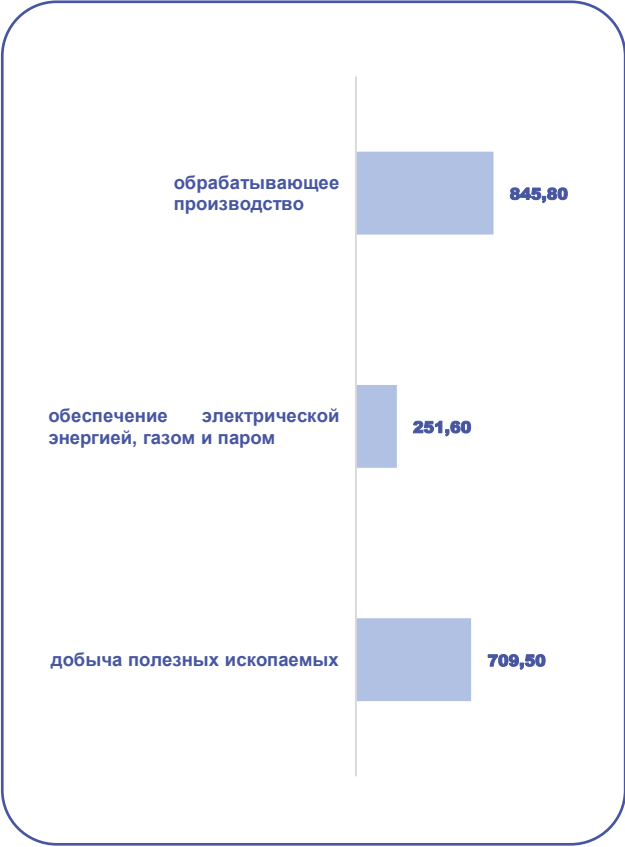 обрабатывающее
производство
845,80
обеспечение электрической
энергией, газом и паром
251,60
добыча полезных ископаемых
709,50